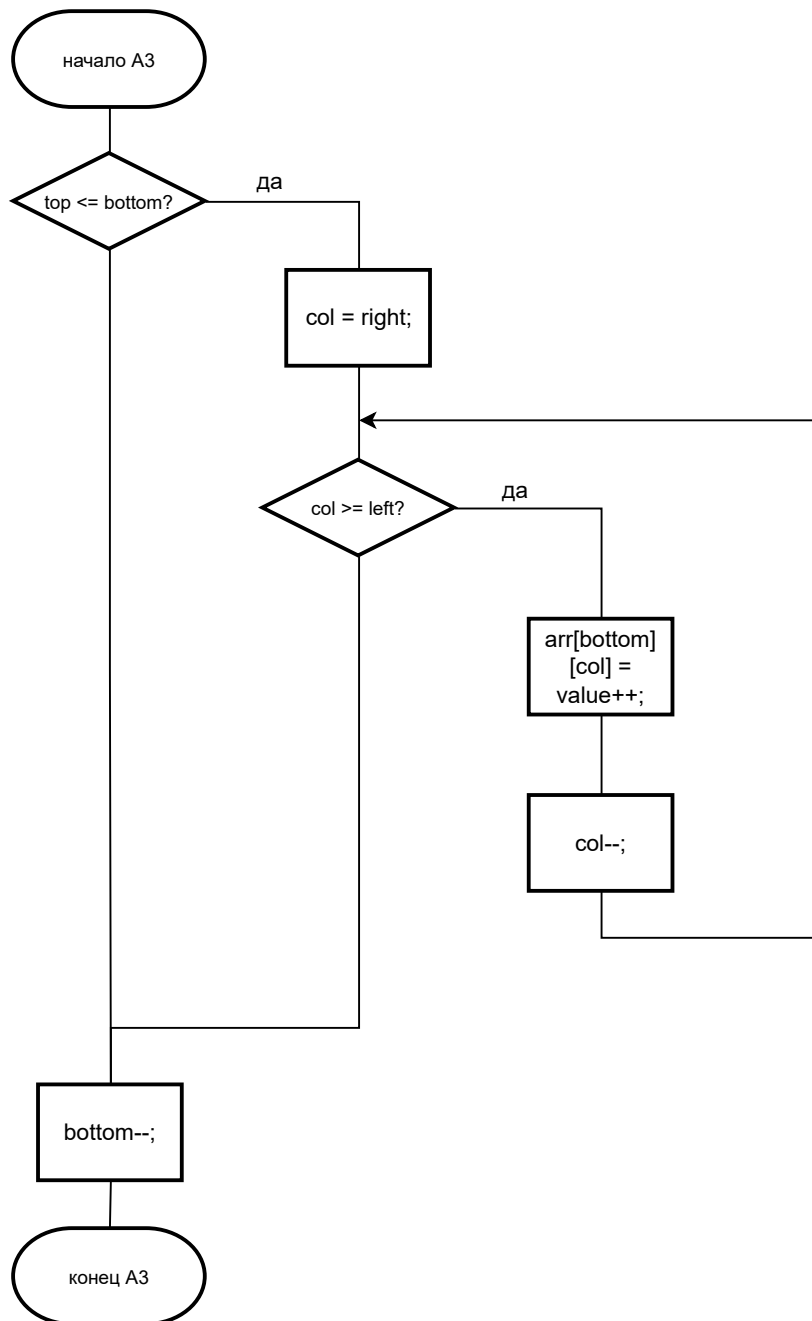 начало А3
top <= bottom?
да
col = right;
col >= left?
да
arr[bottom]
[col] =
value++;
col--;
bottom--;
конец А3